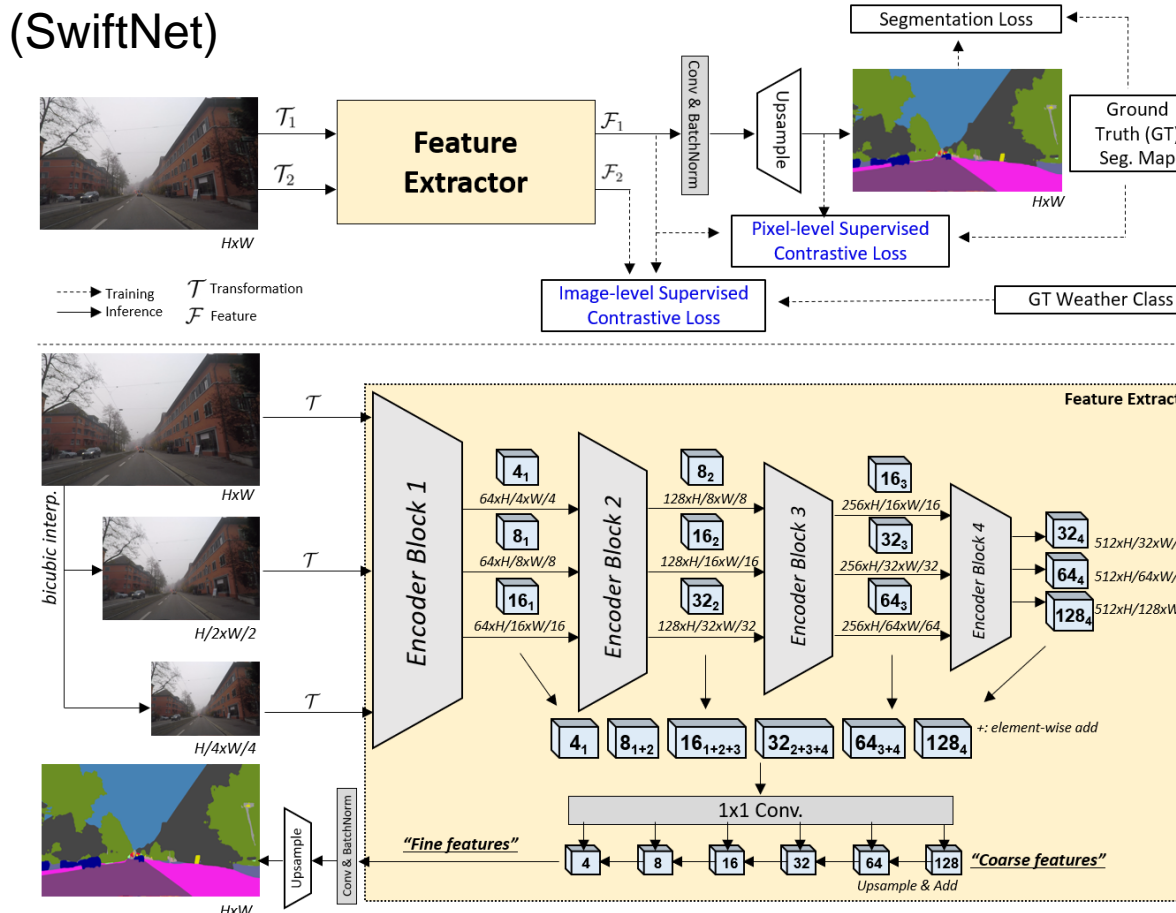 (SwiftNet)
Segmentation Loss
𝒯1
𝒯2
Feature
Extractor
ℱ1
ℱ2
Conv & BatchNorm
Upsample
Ground
Truth (GT)
Seg. Map
HxW
HxW
Pixel-level Supervised
Contrastive Loss
Image-level Supervised
Contrastive Loss
GT Weather Class
Training
Inference
𝒯 Transformation
ℱ Feature
Feature Extract
HxW
bicubic interp.
H/2xW/2
H/4xW/4
𝒯
𝒯
𝒯
Encoder Block 1
4₁
64xH/4xW/4
8₁
64xH/8xW/8
16₁
64xH/16xW/16
Encoder Block 2
8₂
128xH/8xW/8
16₂
128xH/16xW/16
32₂
128xH/32xW/32
Encoder Block 3
16₃
256xH/16xW/16
32₃
256xH/32xW/32
64₃
256xH/64xW/64
Encoder Block 4
32₄
512xH/32xW/
64₄
512xH/64xW/
128₄
512xH/128xW
4₁ 8₁₊₂ 16₁₊₂₊₃ 32₂₊₃₊₄ 64₃₊₄ 128₄
+: element-wise add
1x1 Conv.
4 8 16 32 64 128
"Fine features"
"Coarse features"
Upsample & Add
Conv & BatchNorm
Upsample
HxW